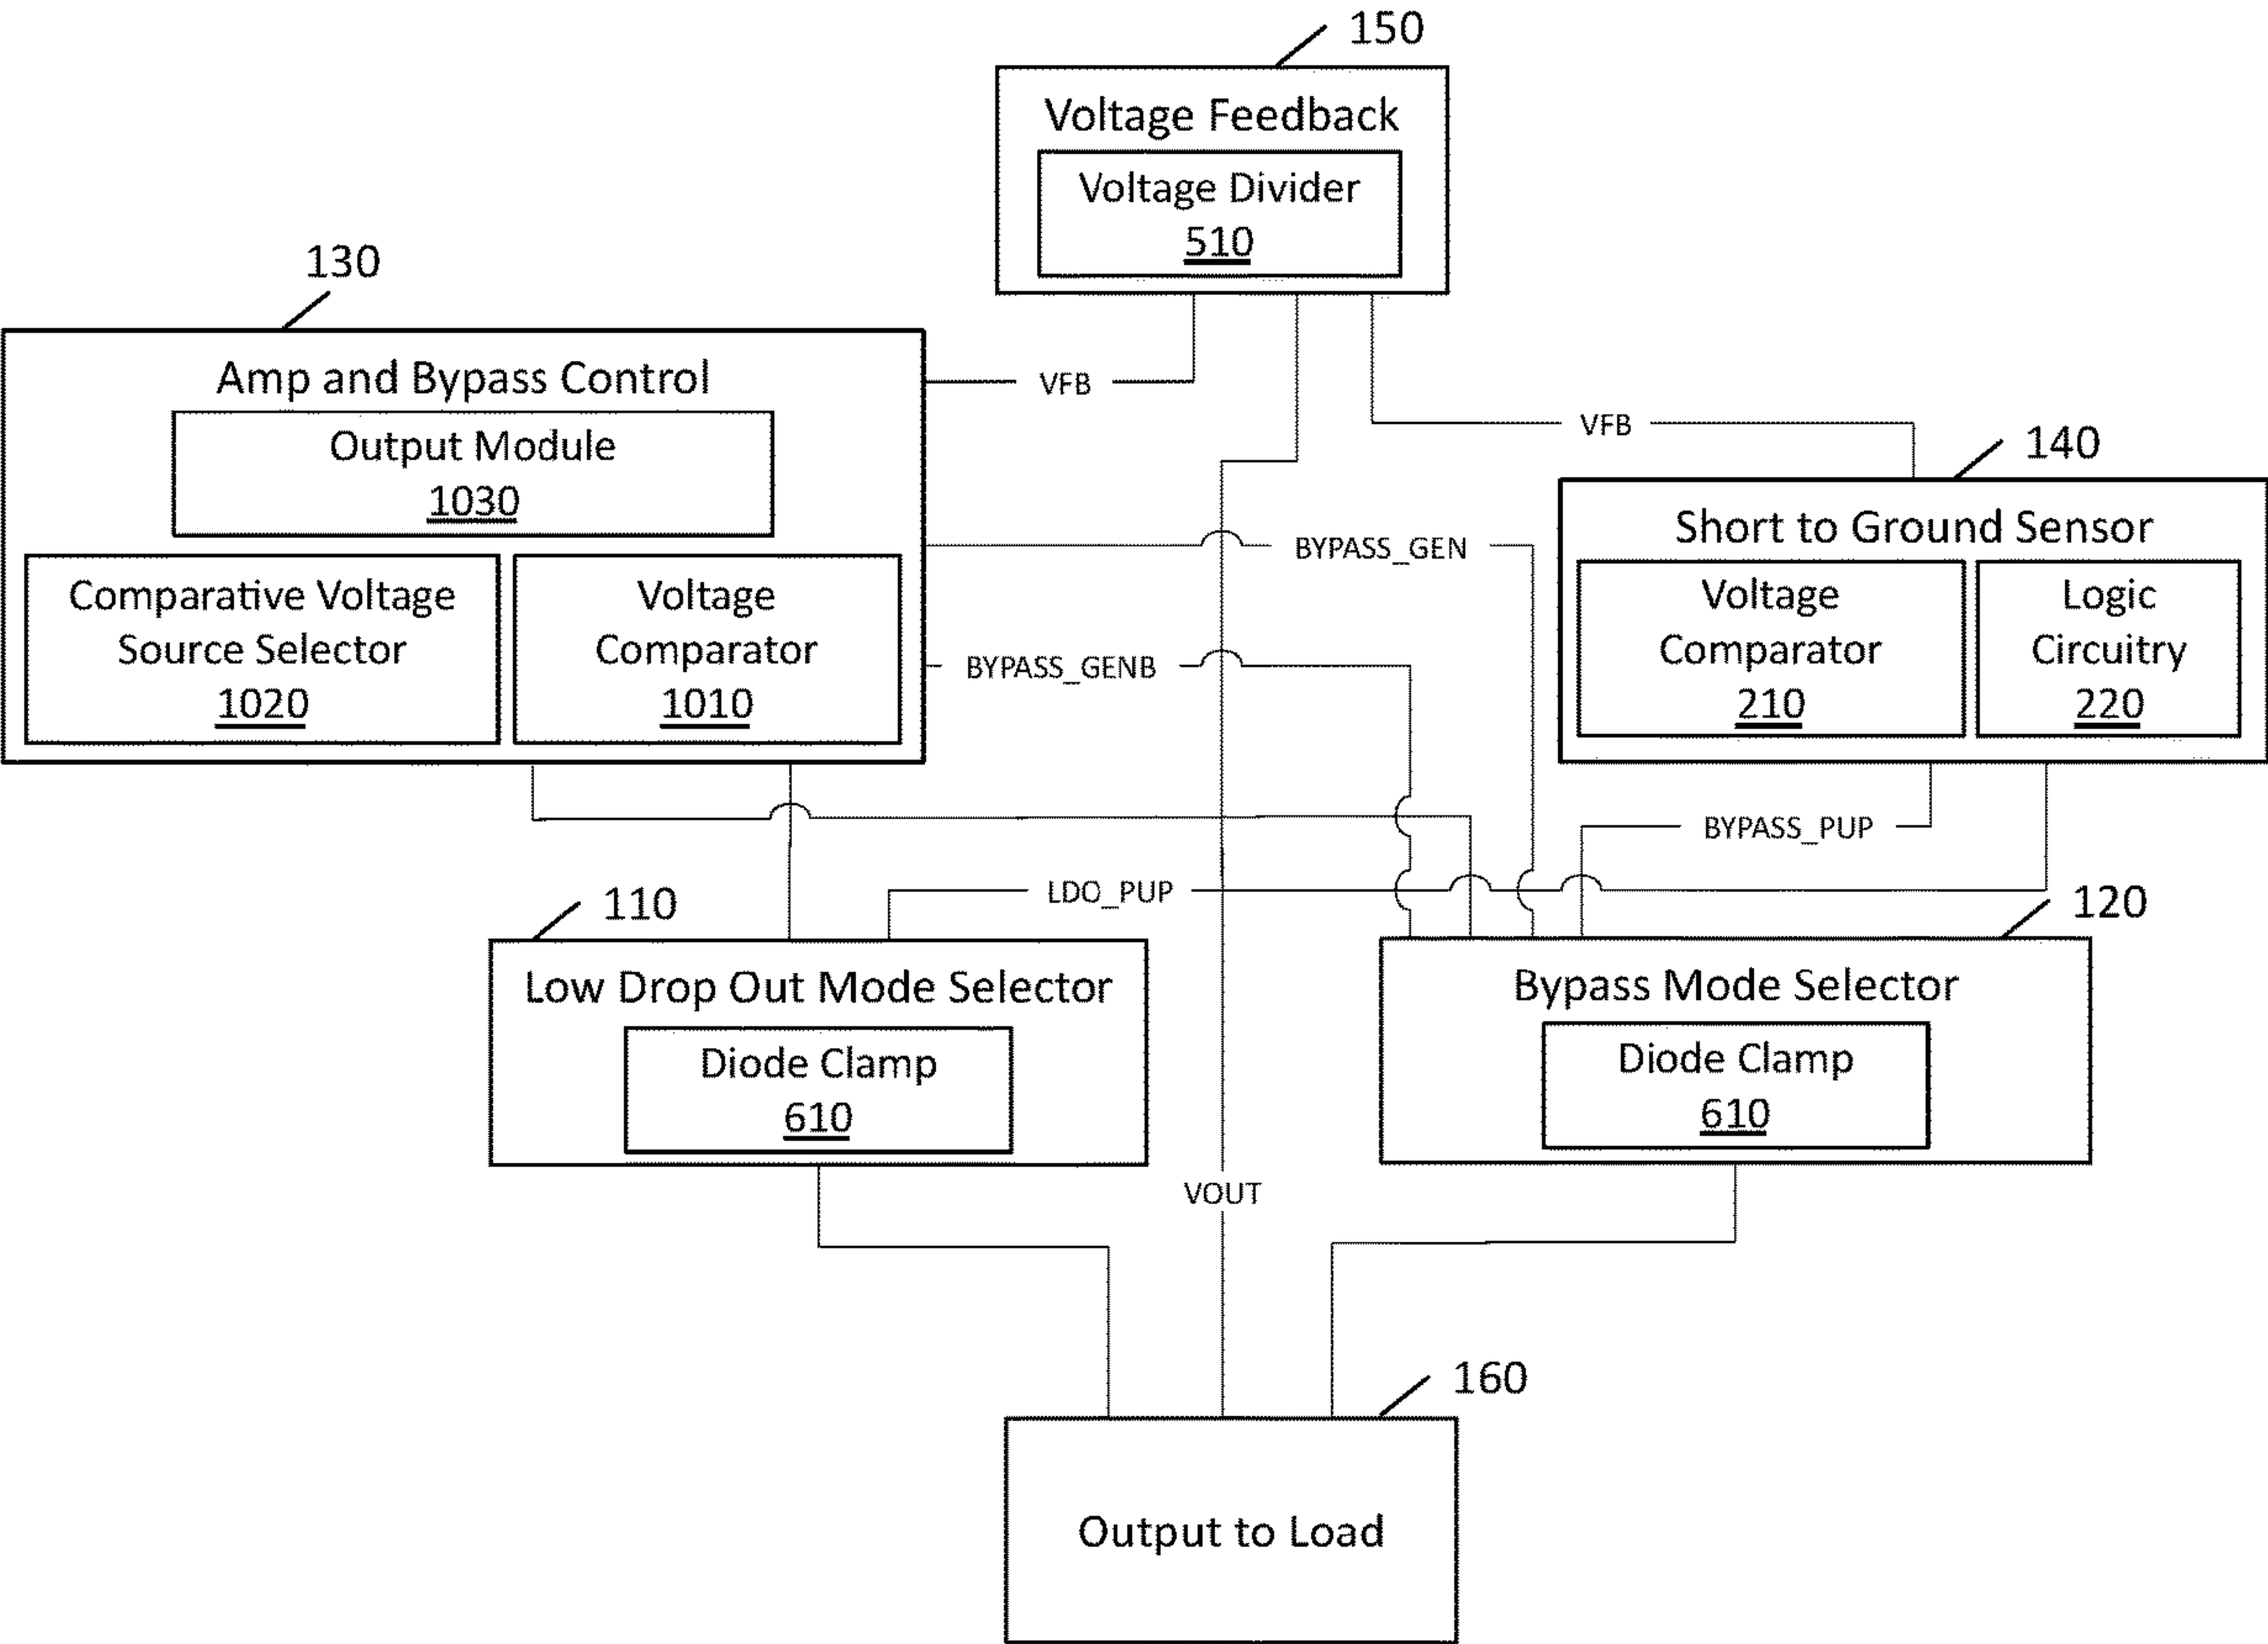 150
Voltage Feedback
Voltage Divider
510
130
Amp and Bypass Control
Output Module
1030
Comparative Voltage
Source Selector
1020
Voltage
Comparator
1010
VFB
VFB
140
Short to Ground Sensor
Voltage
Comparator
210
Logic
Circuitry
220
BYPASS_GEN
BYPASS_GENB
BYPASS_PUP
LDO_PUP
110
Low Drop Out Mode Selector
Diode Clamp
610
120
Bypass Mode Selector
Diode Clamp
610
VOUT
160
Output to Load